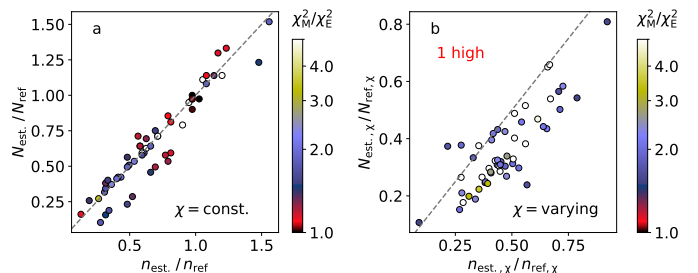 a
χ = const.
1.50
1.25
1.00
0.75
0.50
0.25
N_est. / N_ref
0.5
1.0
1.5
n_est. / n_ref
χ²_M/χ²_E
4.0
3.0
2.0
1.0
b
1 high
χ = varying
0.8
0.6
0.4
0.2
N_est., χ / N_ref, χ
0.25
0.50
0.75
n_est., χ / n_ref, χ
χ²_M/χ²_E
4.0
3.0
2.0
1.0